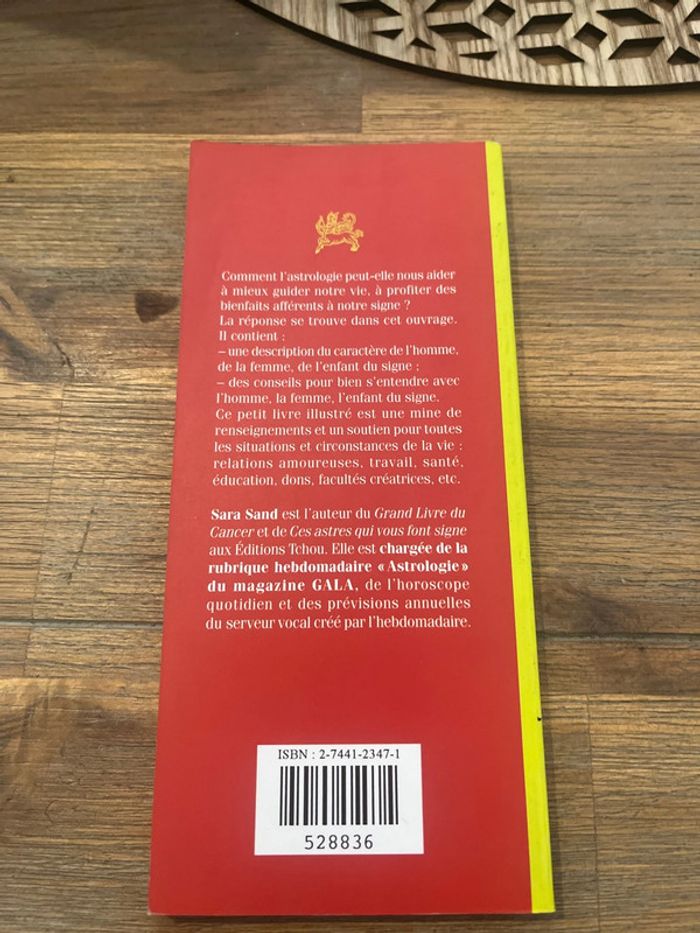 Comment l'astrologie peut-elle nous aider
à mieux guider notre vie, à profiter des
bienfaits afférents à notre signe ?
La réponse se trouve dans cet ouvrage.
Il contient :
– une description du caractère de l'homme,
de la femme, de l'enfant du signe ;
– des conseils pour bien s'entendre avec
l'homme, la femme, l'enfant du signe.
Ce petit livre illustré est une mine de
renseignements et un soutien pour toutes
les situations et circonstances de la vie :
relations amoureuses, travail, santé,
éducation, dons, facultés créatrices, etc.
Sara Sand est l'auteur du Grand Livre du
Cancer et de Ces astres qui vous font signe
aux Éditions Tchou. Elle est chargée de la
rubrique hebdomadaire « Astrologie »
du magazine GALA, de l'horoscope
quotidien et des prévisions annuelles
du serveur vocal créé par l'hebdomadaire.
ISBN : 2-7441-2347-1
528836